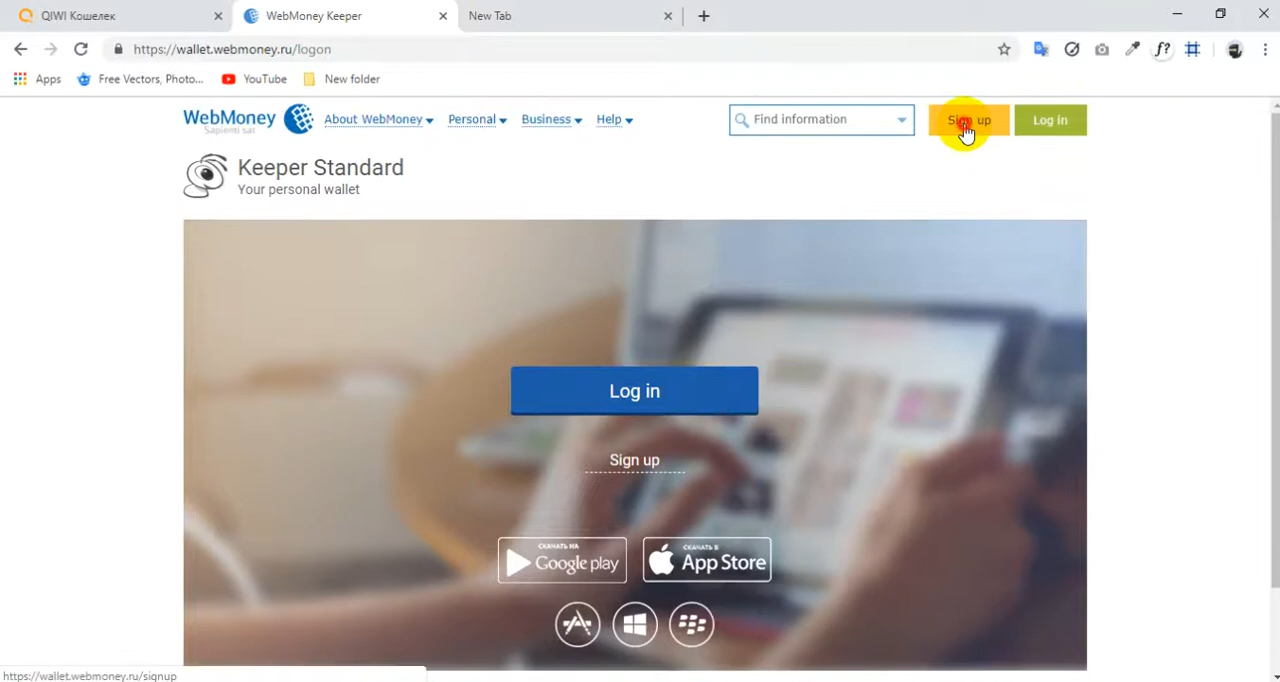 QIWI Кошелек
WebMoney Keeper
New Tab
https://wallet.webmoney.ru/logon
Apps
Free Vectors, Photo...
YouTube
New folder
WebMoney
Sapienti sat
About WebMoney
Personal
Business
Help
Find information
Sign up
Log in
Keeper Standard
Your personal wallet
Log in
Sign up
СКАЧАТЬ НА
Google play
СКАЧАТЬ В
App Store
https://wallet.webmoney.ru/signup